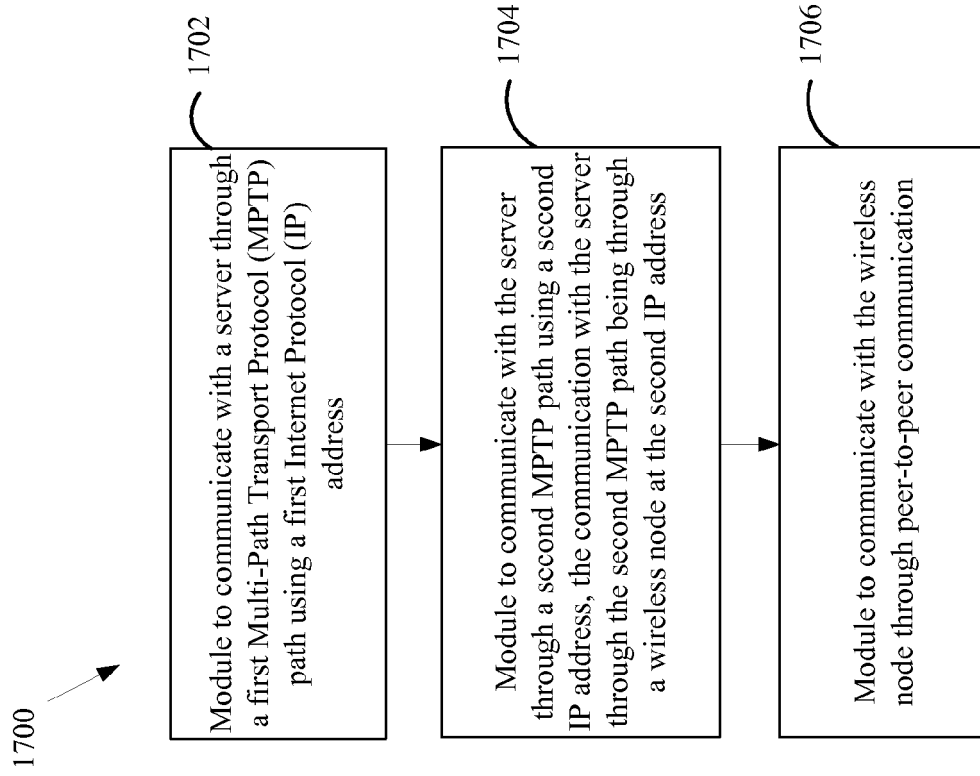 1700
Module to communicate with a server through
a first Multi-Path Transport Protocol (MPTP)
path using a first Internet Protocol (IP)
address
1702
Module to communicate with the server
through a second MPTP path using a second
IP address, the communication with the server
through the second MPTP path being through
a wireless node at the second IP address
1704
Module to communicate with the wireless
node through peer-to-peer communication
1706